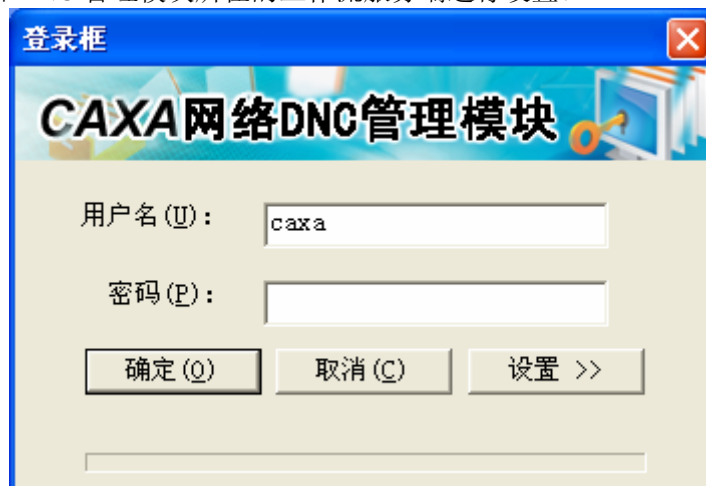 登录框
CAXA网络DNC管理模块
用户名(U)：
caxa
密码(P)：
确定(O) 取消(C) 设置 >>